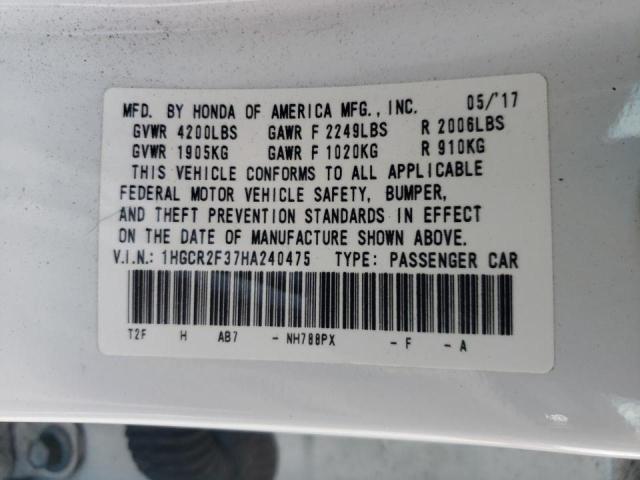 MFD. BY HONDA OF AMERICA MFG., INC. 05/'17
GVWR 4200LBS GAWR F 2249LBS R 2006LBS
GVWR 1905KG GAWR F 1020KG R 910KG
THIS VEHICLE CONFORMS TO ALL APPLICABLE
FEDERAL MOTOR VEHICLE SAFETY, BUMPER,
AND THEFT PREVENTION STANDARDS IN EFFECT
ON THE DATE OF MANUFACTURE SHOWN ABOVE.
V.I.N.: 1HGCR2F37HA240475 TYPE: PASSENGER CAR
T2F H AB7 - NH788PX - F - A